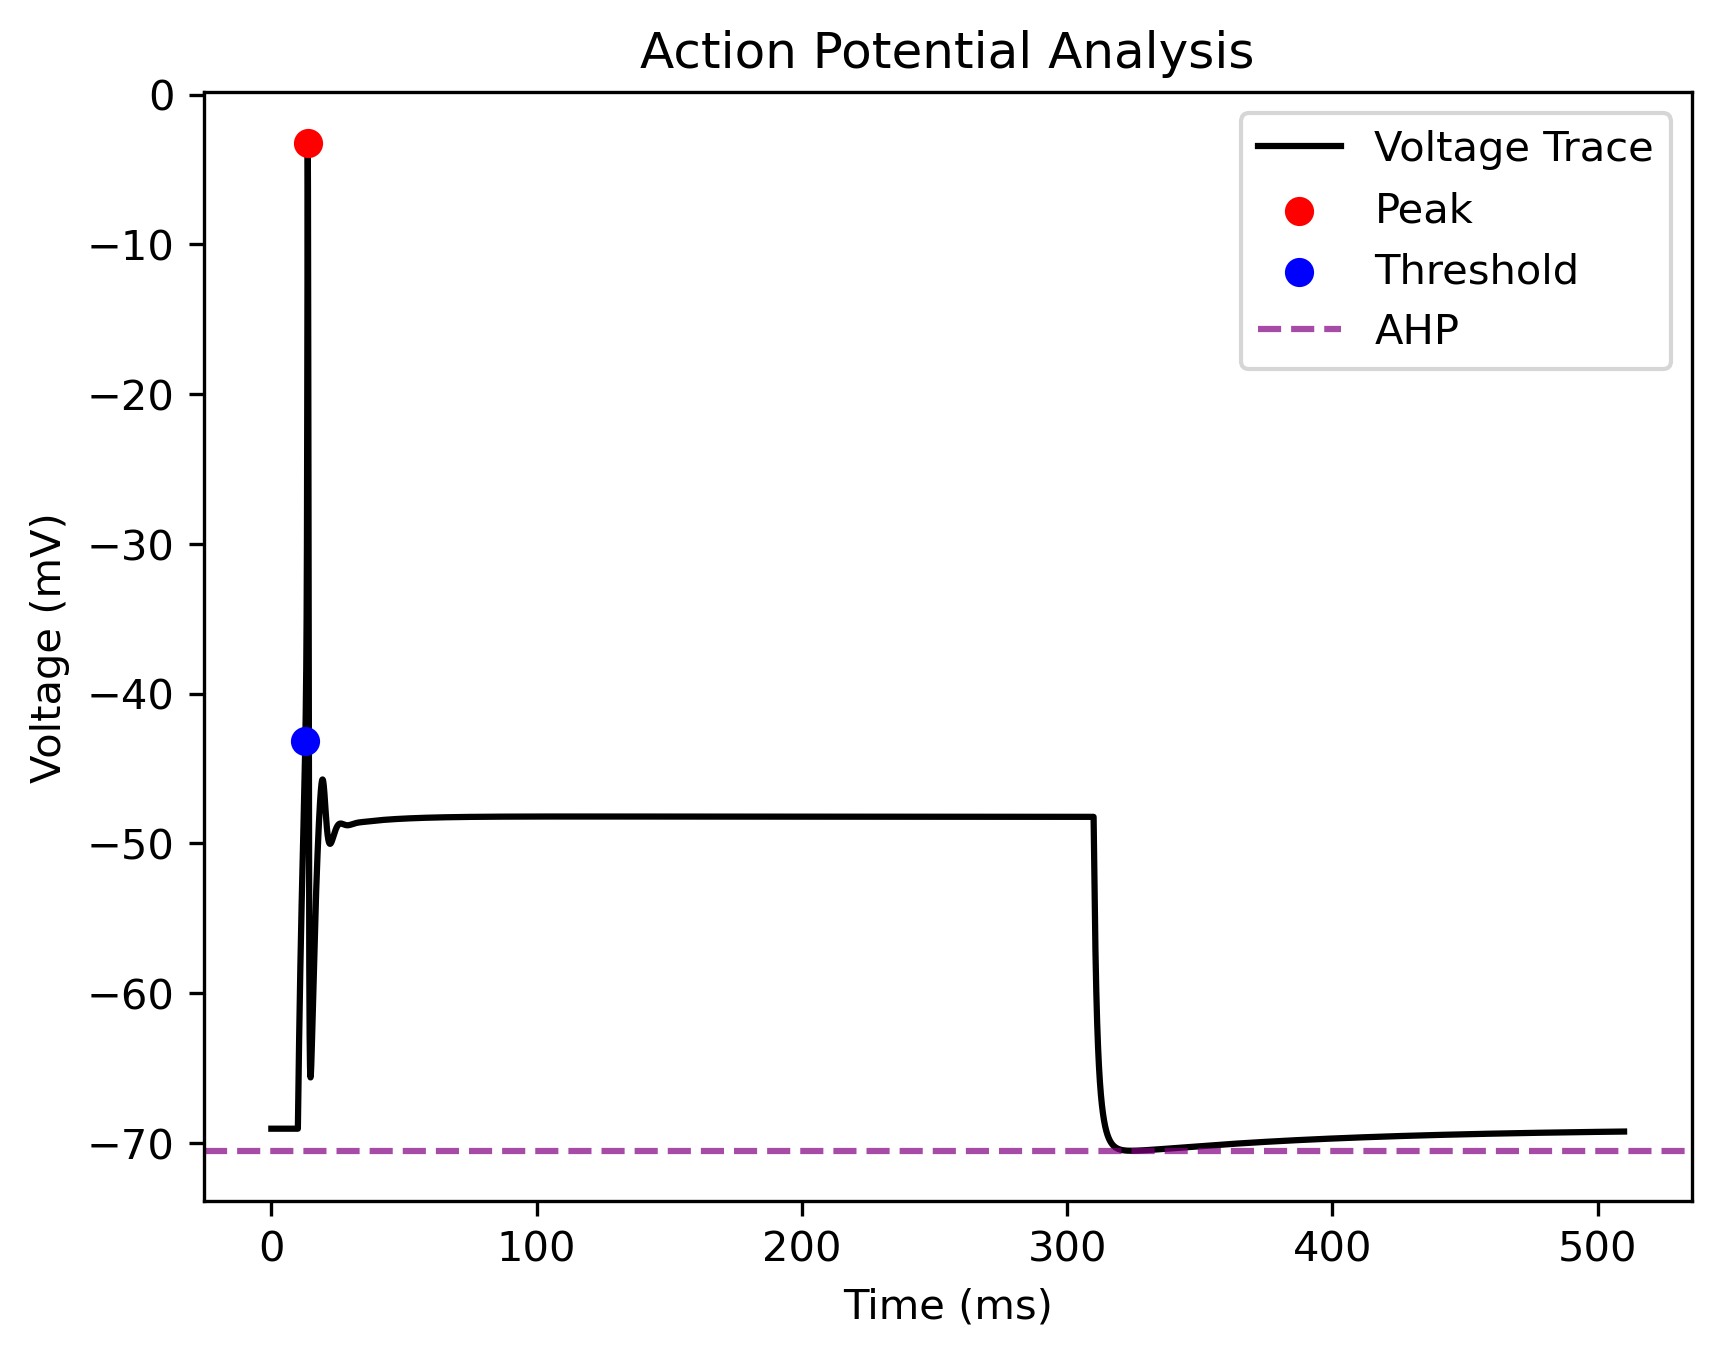 Action Potential Analysis
Voltage (mV)
0
−10
−20
−30
−40
−50
−60
−70
Voltage Trace
Peak
Threshold
AHP
0 100 200 300 400 500
Time (ms)